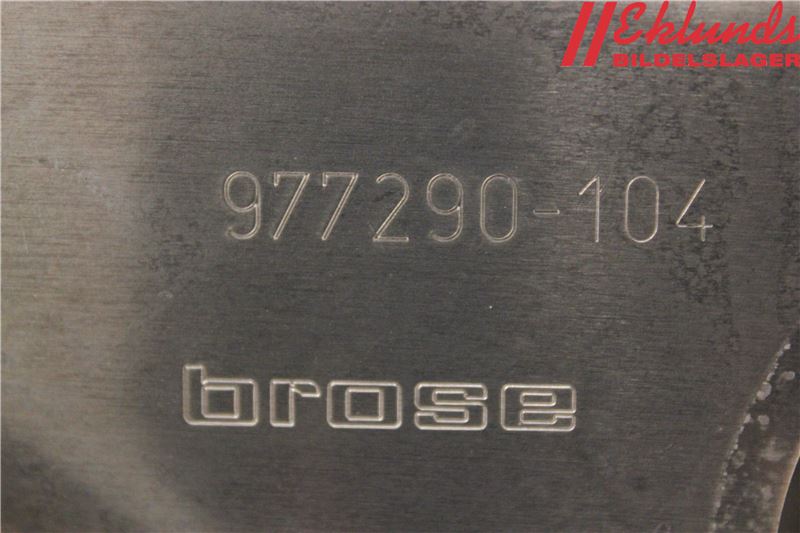 Eklunds
BILDELSLAGER
977290-104
brose